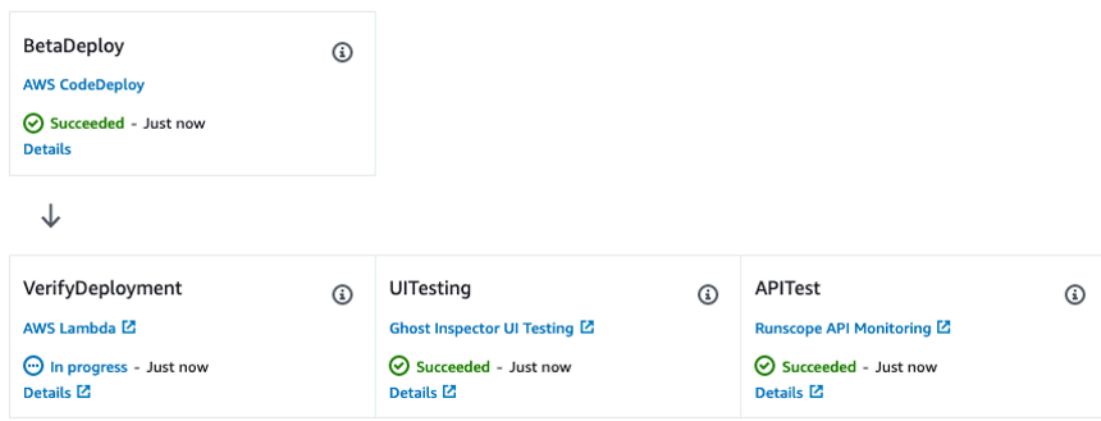 BetaDeploy
AWS CodeDeploy
Succeeded - Just now
Details
VerifyDeployment
AWS Lambda
In progress - Just now
Details
UITesting
Ghost Inspector UI Testing
Succeeded - Just now
Details
APITest
Runscope API Monitoring
Succeeded - Just now
Details